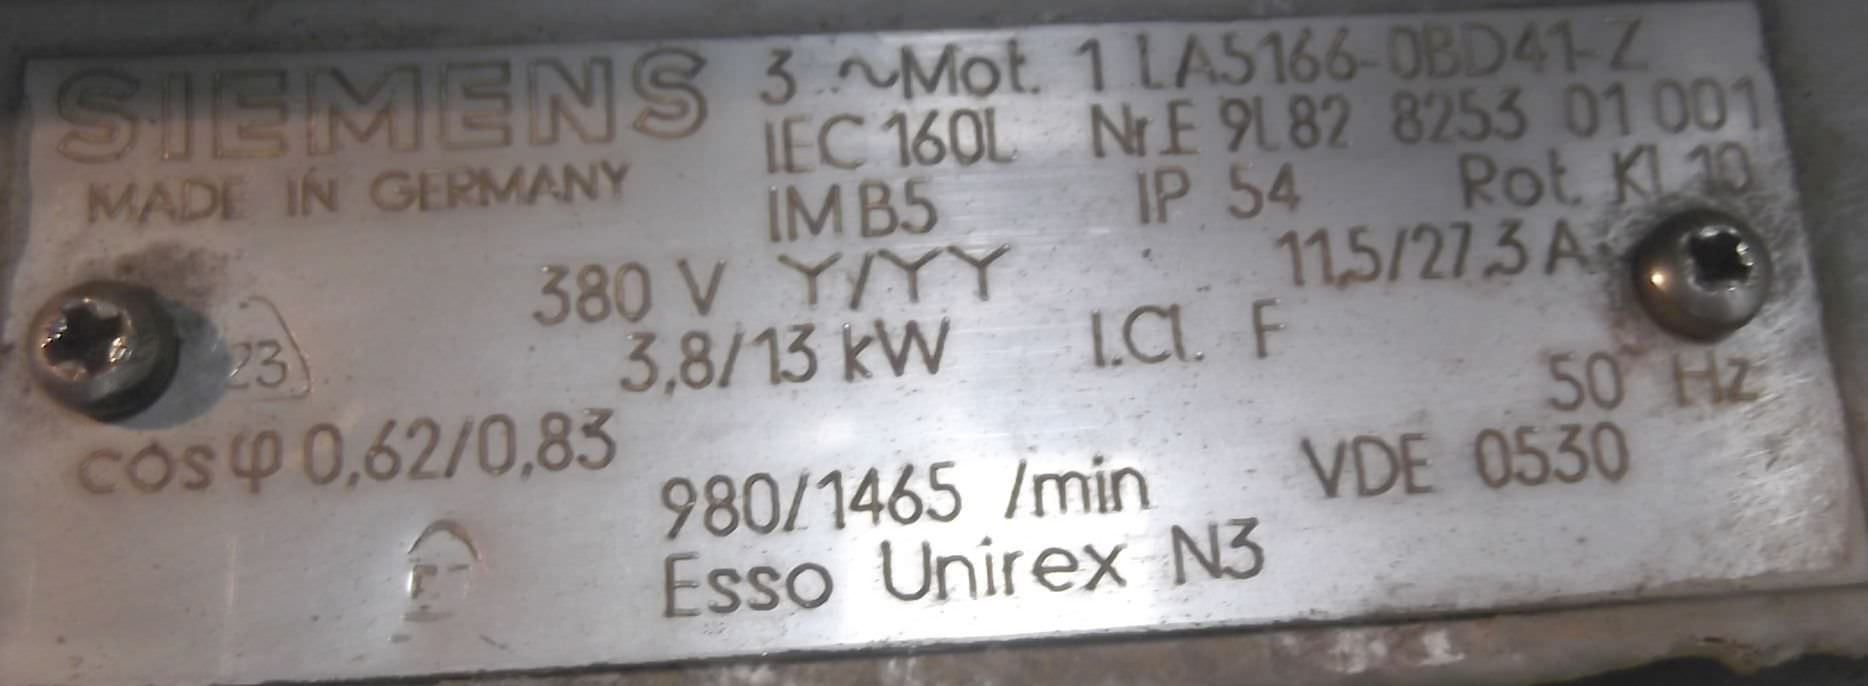 SIEMENS 3 ~Mot. 1 LA5166-0BD41-Z
MADE IN GERMANY IEC 160L Nr.E 9L82 8253 01 001
IM B5 IP 54 Rot. Kl. 10
380 V Y/YY 11,5/27,3 A
23 3,8/13 kW I.Cl. F
50 Hz
cosφ 0,62/0,83
980/1465 /min VDE 0530
Esso Unirex N3